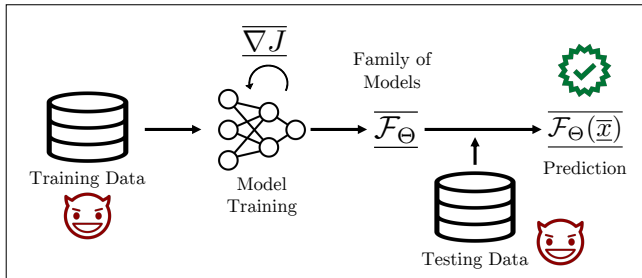 ∇J
Family of
Models
F_Θ
F_Θ(x)
Prediction
Training Data
Model
Training
Testing Data